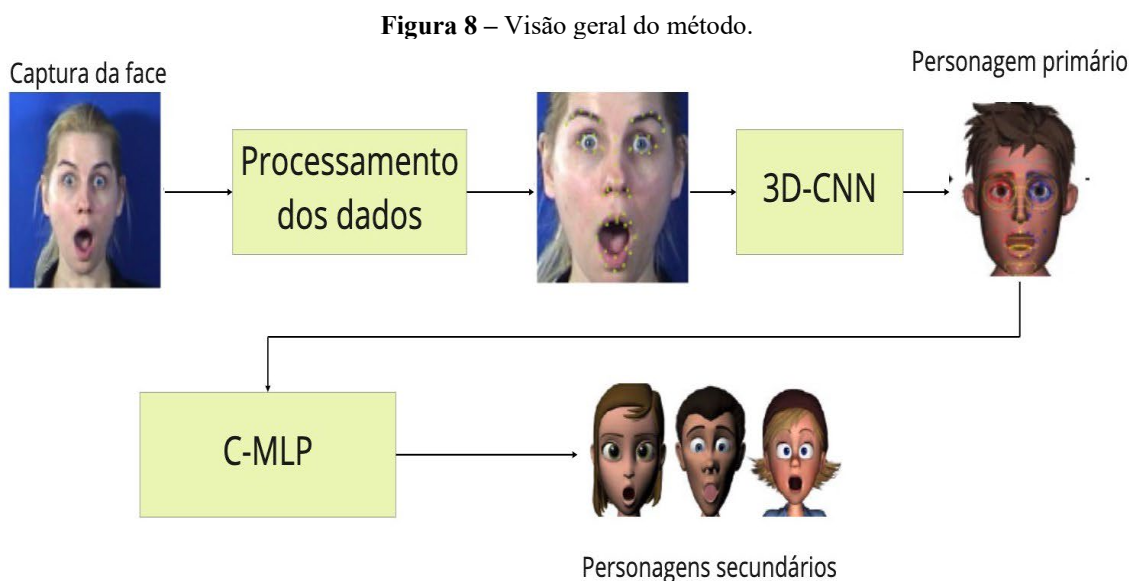 Figura 8 – Visão geral do método.
Captura da face
Personagem primário
Processamento
dos dados
3D-CNN
C-MLP
Personagens secundários